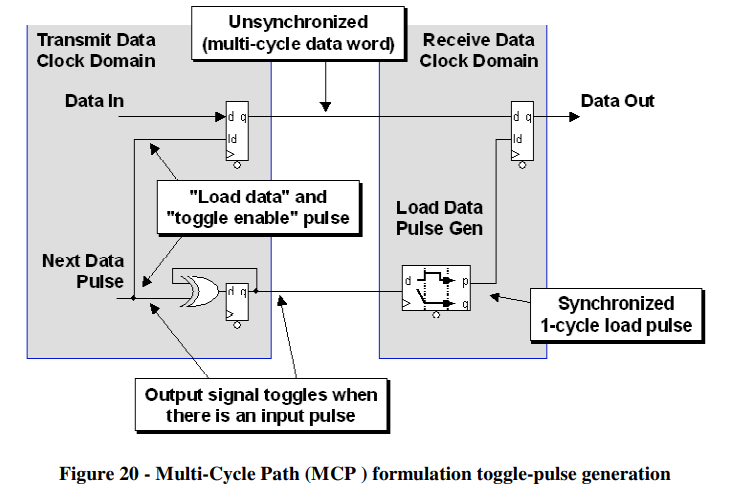 Unsynchronized
(multi-cycle data word)
Transmit Data
Clock Domain
Receive Data
Clock Domain
Data In
d q
ld
d q
ld
Data Out
"Load data" and
"toggle enable" pulse
Load Data
Pulse Gen
Next Data
Pulse
d q
d
p
q
Synchronized
1-cycle load pulse
Output signal toggles when
there is an input pulse
Figure 20 - Multi-Cycle Path (MCP ) formulation toggle-pulse generation